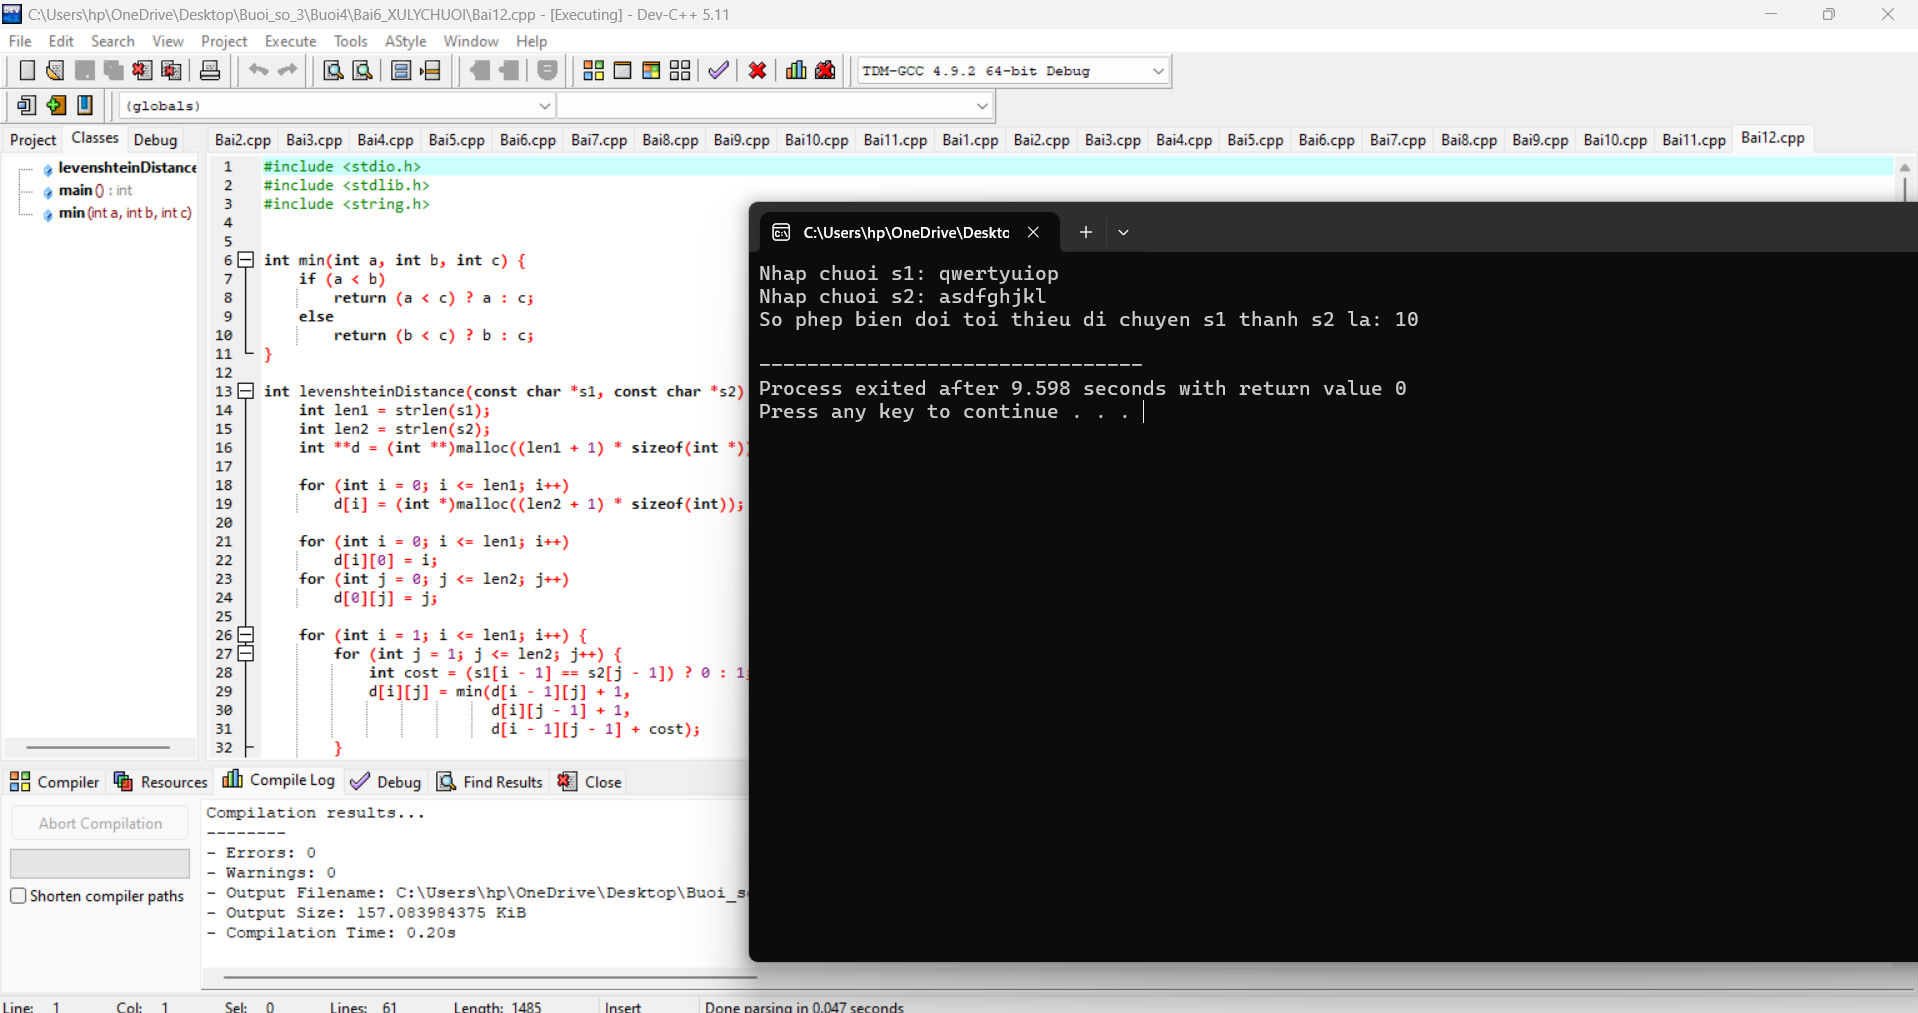 C:\Users\hp\OneDrive\Desktop\Buoi_so_3\Buoi4\Bai6_XULYCHUOI\Bai12.cpp - [Executing] - Dev-C++ 5.11
File Edit Search View Project Execute Tools AStyle Window Help
TDM-GCC 4.9.2 64-bit Debug
(globals)
Project Classes Debug
Bai2.cpp Bai3.cpp Bai4.cpp Bai5.cpp Bai6.cpp Bai7.cpp Bai8.cpp Bai9.cpp Bai10.cpp Bai11.cpp Bai1.cpp Bai2.cpp Bai3.cpp Bai4.cpp Bai5.cpp Bai6.cpp Bai7.cpp Bai8.cpp Bai9.cpp Bai10.cpp Bai11.cpp Bai12.cpp
levenshteinDistance
main () : int
min (int a, int b, int c)
1 #include <stdio.h>
2 #include <stdlib.h>
3 #include <string.h>
4
5
6 int min(int a, int b, int c) {
7 if (a < b)
8 return (a < c) ? a : c;
9 else
10 return (b < c) ? b : c;
11 }
12
13 int levenshteinDistance(const char *s1, const char *s2)
14 int len1 = strlen(s1);
15 int len2 = strlen(s2);
16 int **d = (int **)malloc((len1 + 1) * sizeof(int *))
17
18 for (int i = 0; i <= len1; i++)
19 d[i] = (int *)malloc((len2 + 1) * sizeof(int));
20
21 for (int i = 0; i <= len1; i++)
22 d[i][0] = i;
23 for (int j = 0; j <= len2; j++)
24 d[0][j] = j;
25
26 for (int i = 1; i <= len1; i++) {
27 for (int j = 1; j <= len2; j++) {
28 int cost = (s1[i - 1] == s2[j - 1]) ? 0 : 1;
29 d[i][j] = min(d[i - 1][j] + 1,
30 d[i][j - 1] + 1,
31 d[i - 1][j - 1] + cost);
32 }
C:\Users\hp\OneDrive\Deskto
Nhap chuoi s1: qwertyuiop
Nhap chuoi s2: asdfghjkl
So phep bien doi toi thieu di chuyen s1 thanh s2 la: 10
--------------------------------
Process exited after 9.598 seconds with return value 0
Press any key to continue . . .
Compiler Resources Compile Log Debug Find Results Close
Abort Compilation
Shorten compiler paths
Compilation results...
--------
- Errors: 0
- Warnings: 0
- Output Filename: C:\Users\hp\OneDrive\Desktop\Buoi_s
- Output Size: 157.083984375 KiB
- Compilation Time: 0.20s
Line: 1 Col: 1 Sel: 0 Lines: 61 Length: 1485 Insert Done parsing in 0.047 seconds